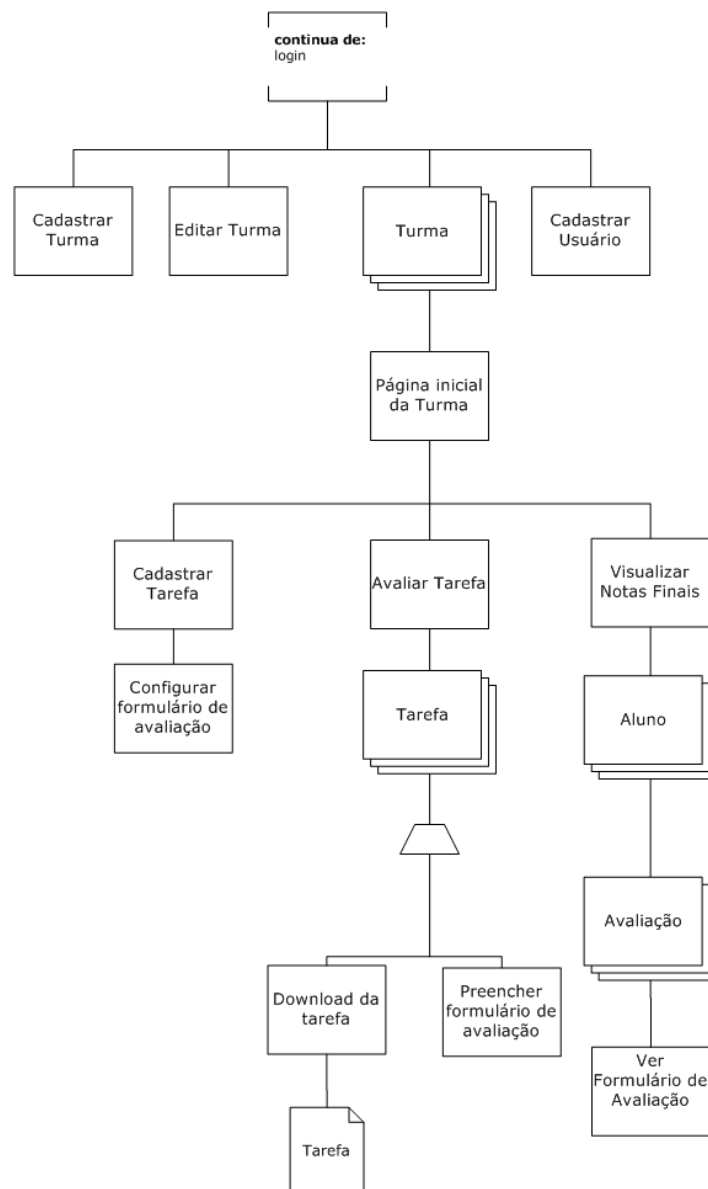 continua de:
login
Cadastrar
Turma
Editar Turma
Turma
Cadastrar
Usuário
Página inicial
da Turma
Cadastrar
Tarefa
Avaliar Tarefa
Visualizar
Notas Finais
Configurar
formulário de
avaliação
Tarefa
Aluno
Avaliação
Download da
tarefa
Preencher
formulário de
avaliação
Ver
Formulário de
Avaliação
Tarefa